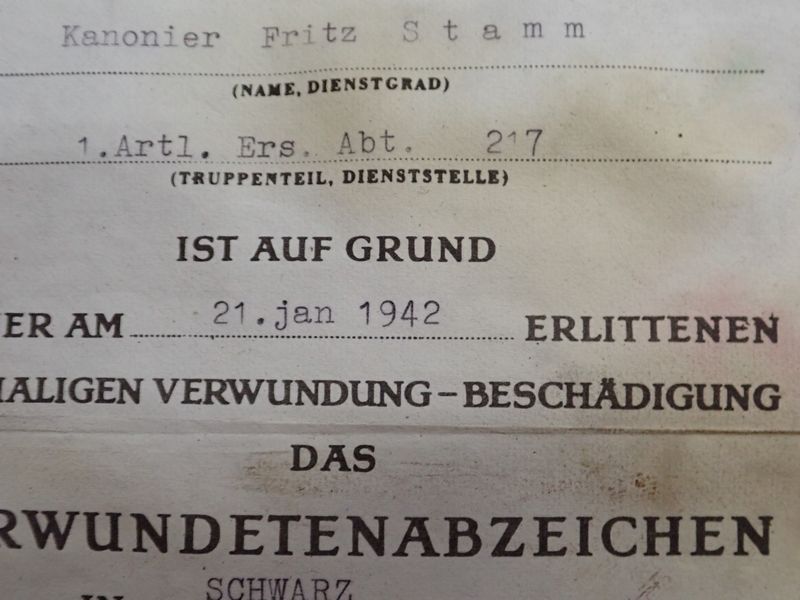 Kanonier Fritz Stamm
(NAME, DIENSTGRAD)
1.Artl. Ers. Abt. 217
(TRUPPENTEIL, DIENSTSTELLE)
IST AUF GRUND
ER AM 21.jan 1942 ERLITTENEN
MALIGEN VERWUNDUNG–BESCHÄDIGUNG
DAS
RWUNDETENABZEICHEN
IN SCHWARZ